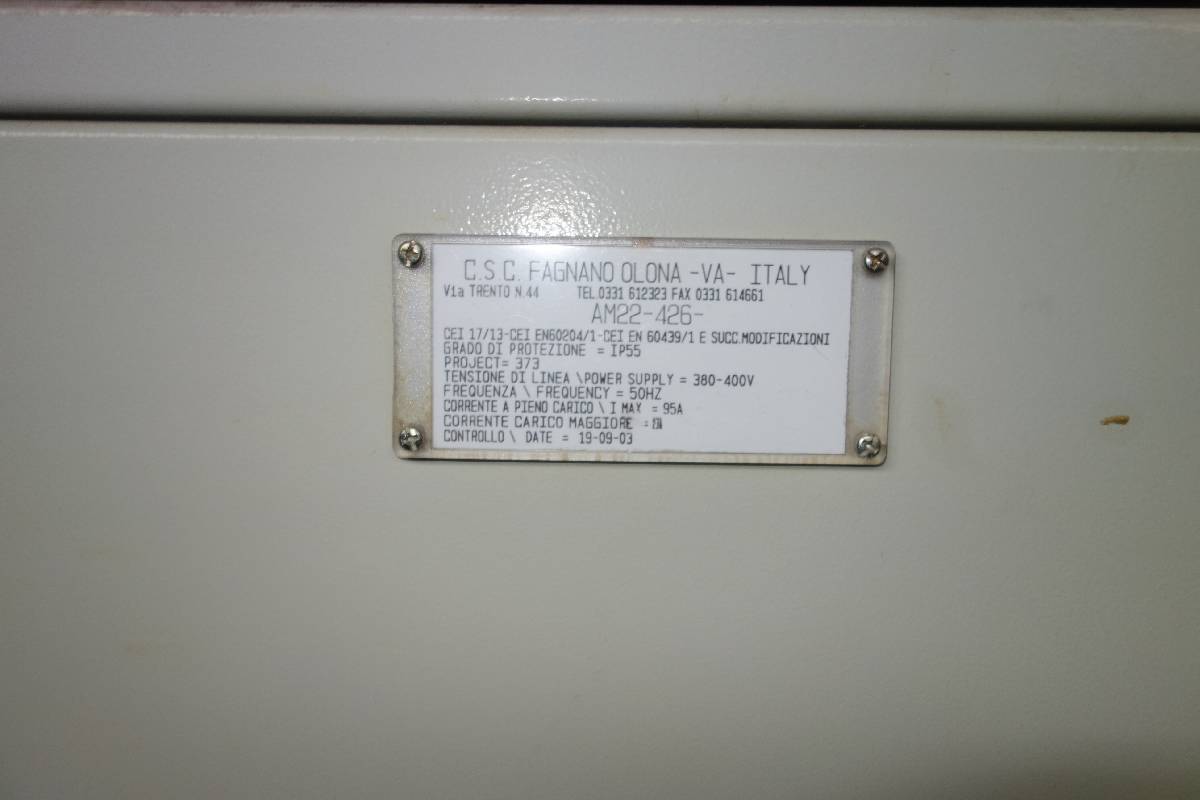 C.S.C. FAGNANO OLONA -VA- ITALY
Via TRENTO N.44 TEL.0331 612323 FAX 0331 614661
AM22-426-
CEI 17/13-CEI EN60204/1-CEI EN 60439/1 E SUCC.MODIFICAZIONI
GRADO DI PROTEZIONE = IP55
PROJECT= 373
TENSIONE DI LINEA \POWER SUPPLY = 380-400V
FREQUENZA \ FREQUENCY = 50HZ
CORRENTE A PIENO CARICO \ I MAX = 95A
CORRENTE CARICO MAGGIORE =
CONTROLLO \ DATE = 19-09-03